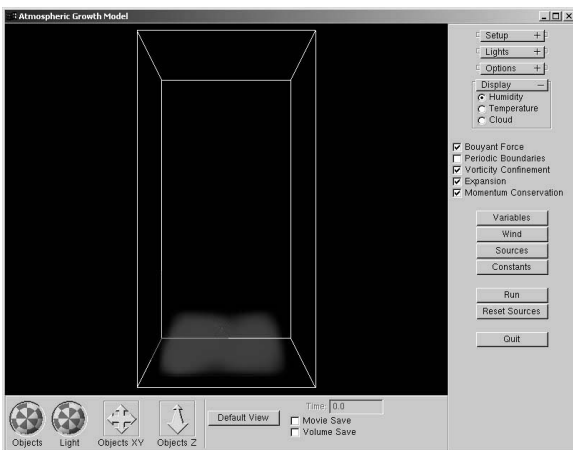 Atmospheric Growth Model
Setup +
Lights +
Options +
Display −
Humidity
Temperature
Cloud
Bouyant Force
Periodic Boundaries
Vorticity Confinement
Expansion
Momentum Conservation
Variables
Wind
Sources
Constants
Run
Reset Sources
Quit
Objects
Light
Objects XY
Objects Z
Default View
Time: 0.0
Movie Save
Volume Save